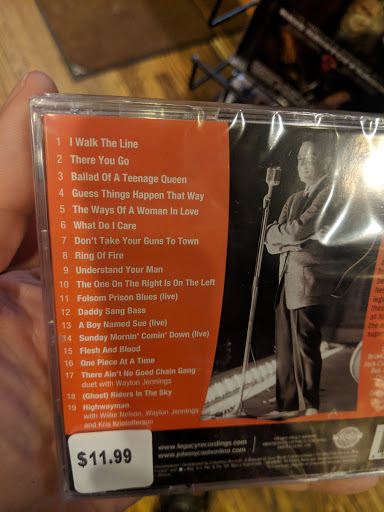 1 I Walk The Line
2 There You Go
3 Ballad Of A Teenage Queen
4 Guess Things Happen That Way
5 The Ways Of A Woman In Love
6 What Do I Care
7 Don't Take Your Guns To Town
8 Ring Of Fire
9 Understand Your Man
10 The One On The Right Is On The Left
11 Folsom Prison Blues (live)
12 Daddy Sang Bass
13 A Boy Named Sue (live)
14 Sunday Mornin' Comin' Down (live)
15 Flesh And Blood
16 One Piece At A Time
17 There Ain't No Good Chain Gang
duet with Waylon Jennings
18 (Ghost) Riders In The Sky
19 Highwayman
with Willie Nelson, Waylon Jennings
and Kris Kristofferson
$11.99
www.legacyrecordings.com
www.johnnycashonline.com